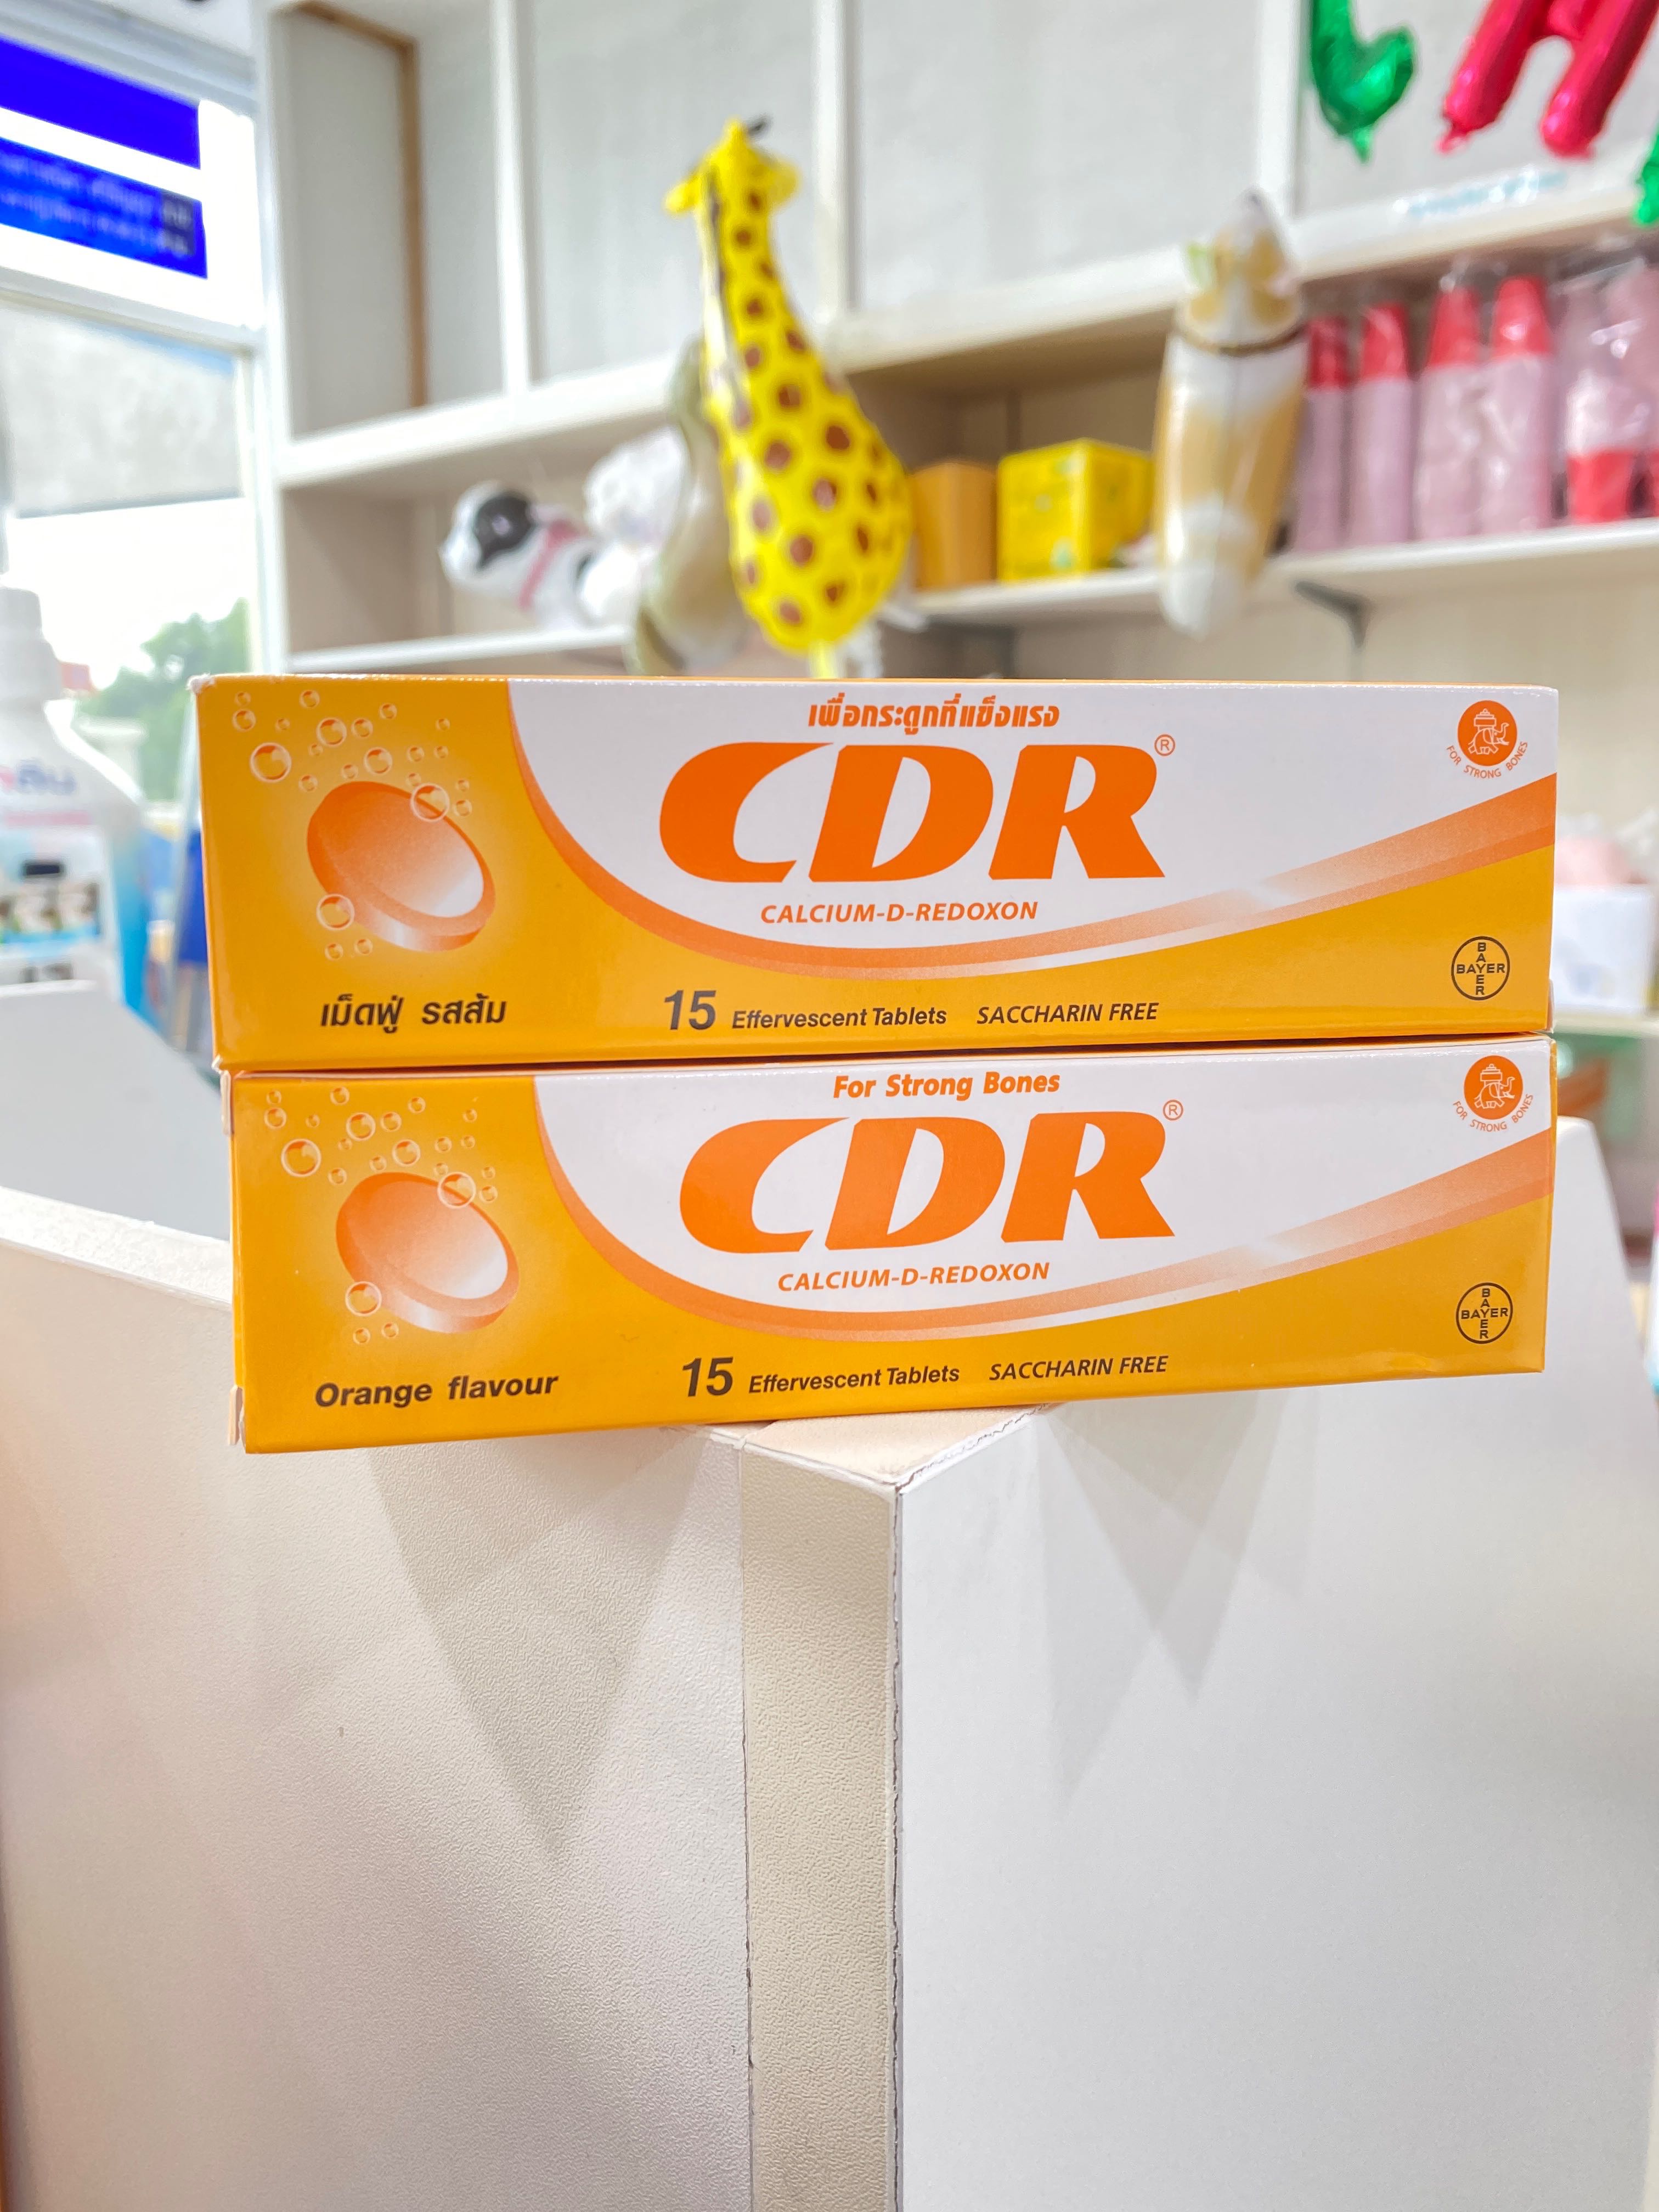 เพื่อกระดูกที่แข็งแรง
CDR®
CALCIUM-D-REDOXON
FOR STRONG BONES
BAYER
BAYER
เม็ดฟู่ รสส้ม
15 Effervescent Tablets SACCHARIN FREE
For Strong Bones
CDR®
CALCIUM-D-REDOXON
FOR STRONG BONES
BAYER
BAYER
Orange flavour
15 Effervescent Tablets SACCHARIN FREE